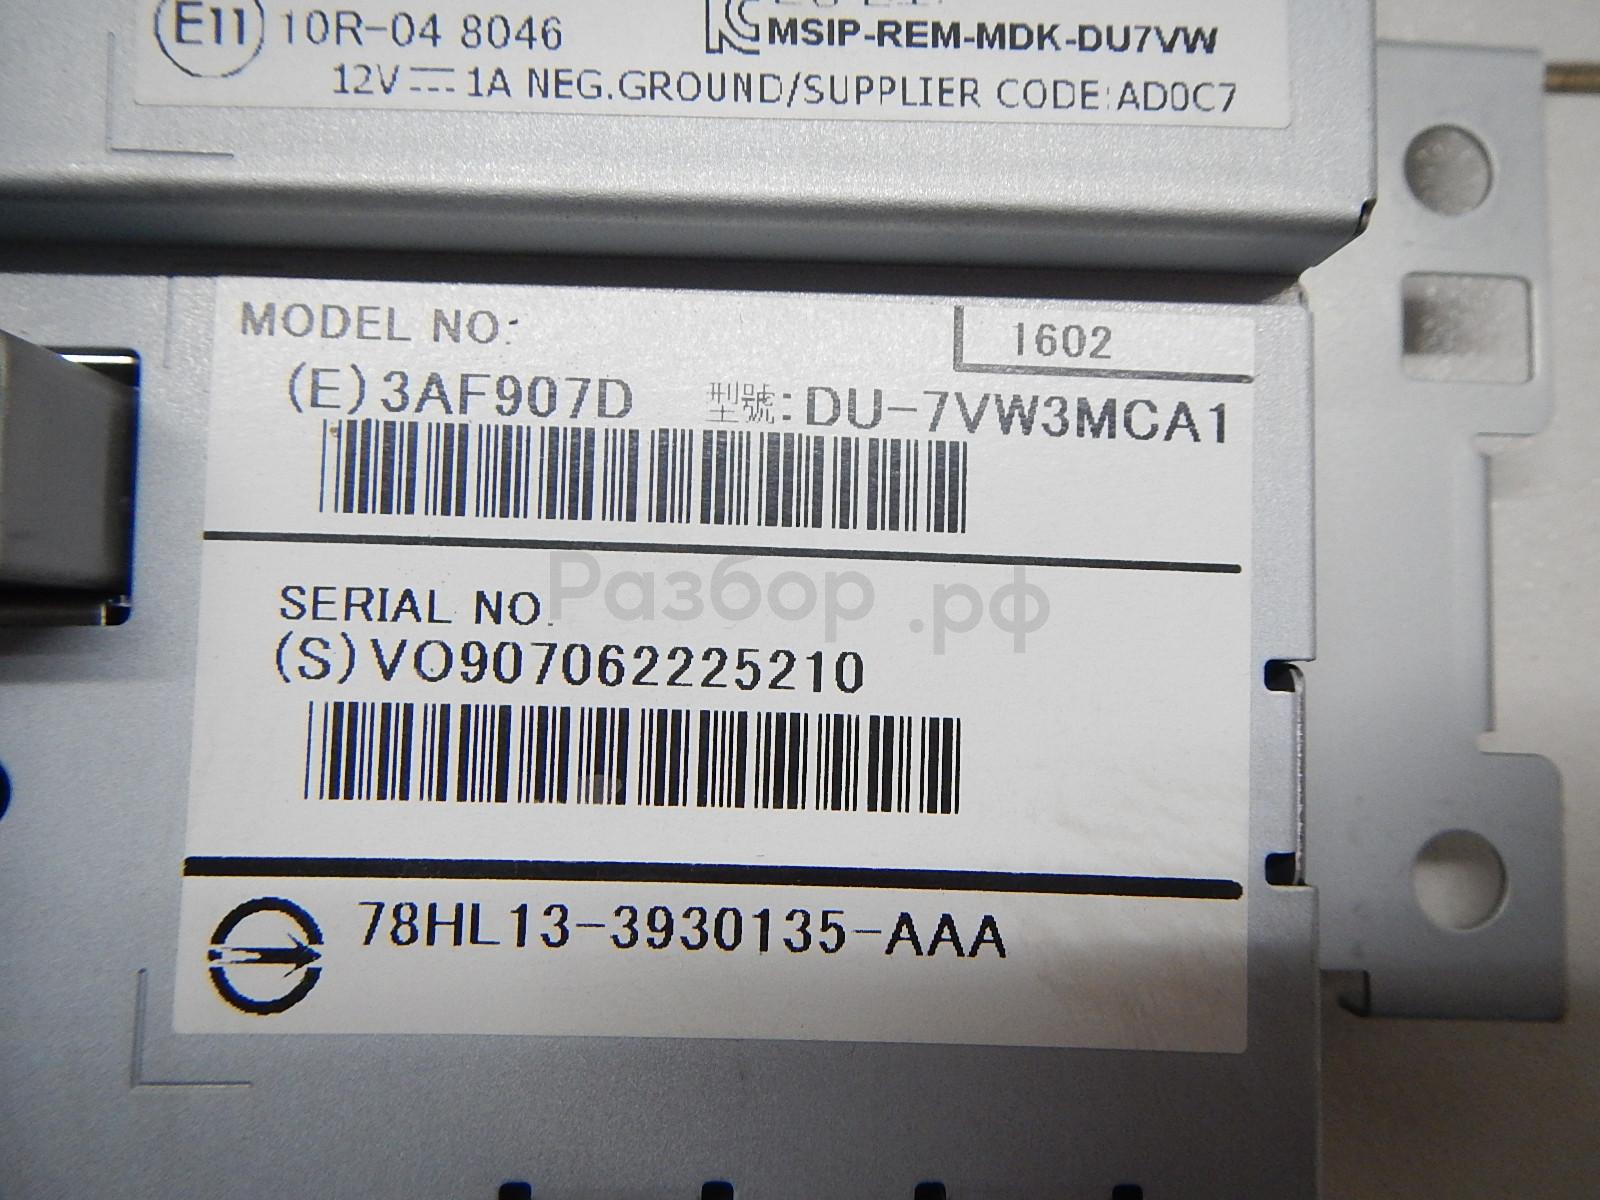 E11 10R-04 8046
MSIP-REM-MDK-DU7VW
12V 1A NEG.GROUND/SUPPLIER CODE:AD0C7
MODEL NO:
1602
(E)3AF907D 型號:DU-7VW3MCA1
Разбор.рф
SERIAL NO.
(S)VO907062225210
78HL13-3930135-AAA